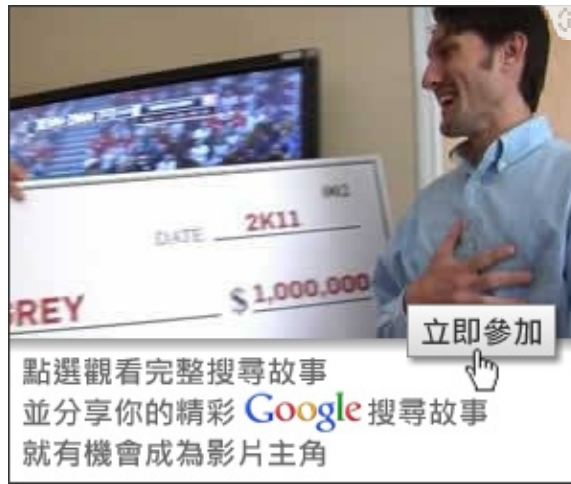 002
DATE 2K11
GREY $ 1,000,000
立即參加
點選觀看完整搜尋故事
並分享你的精彩 Google 搜尋故事
就有機會成為影片主角